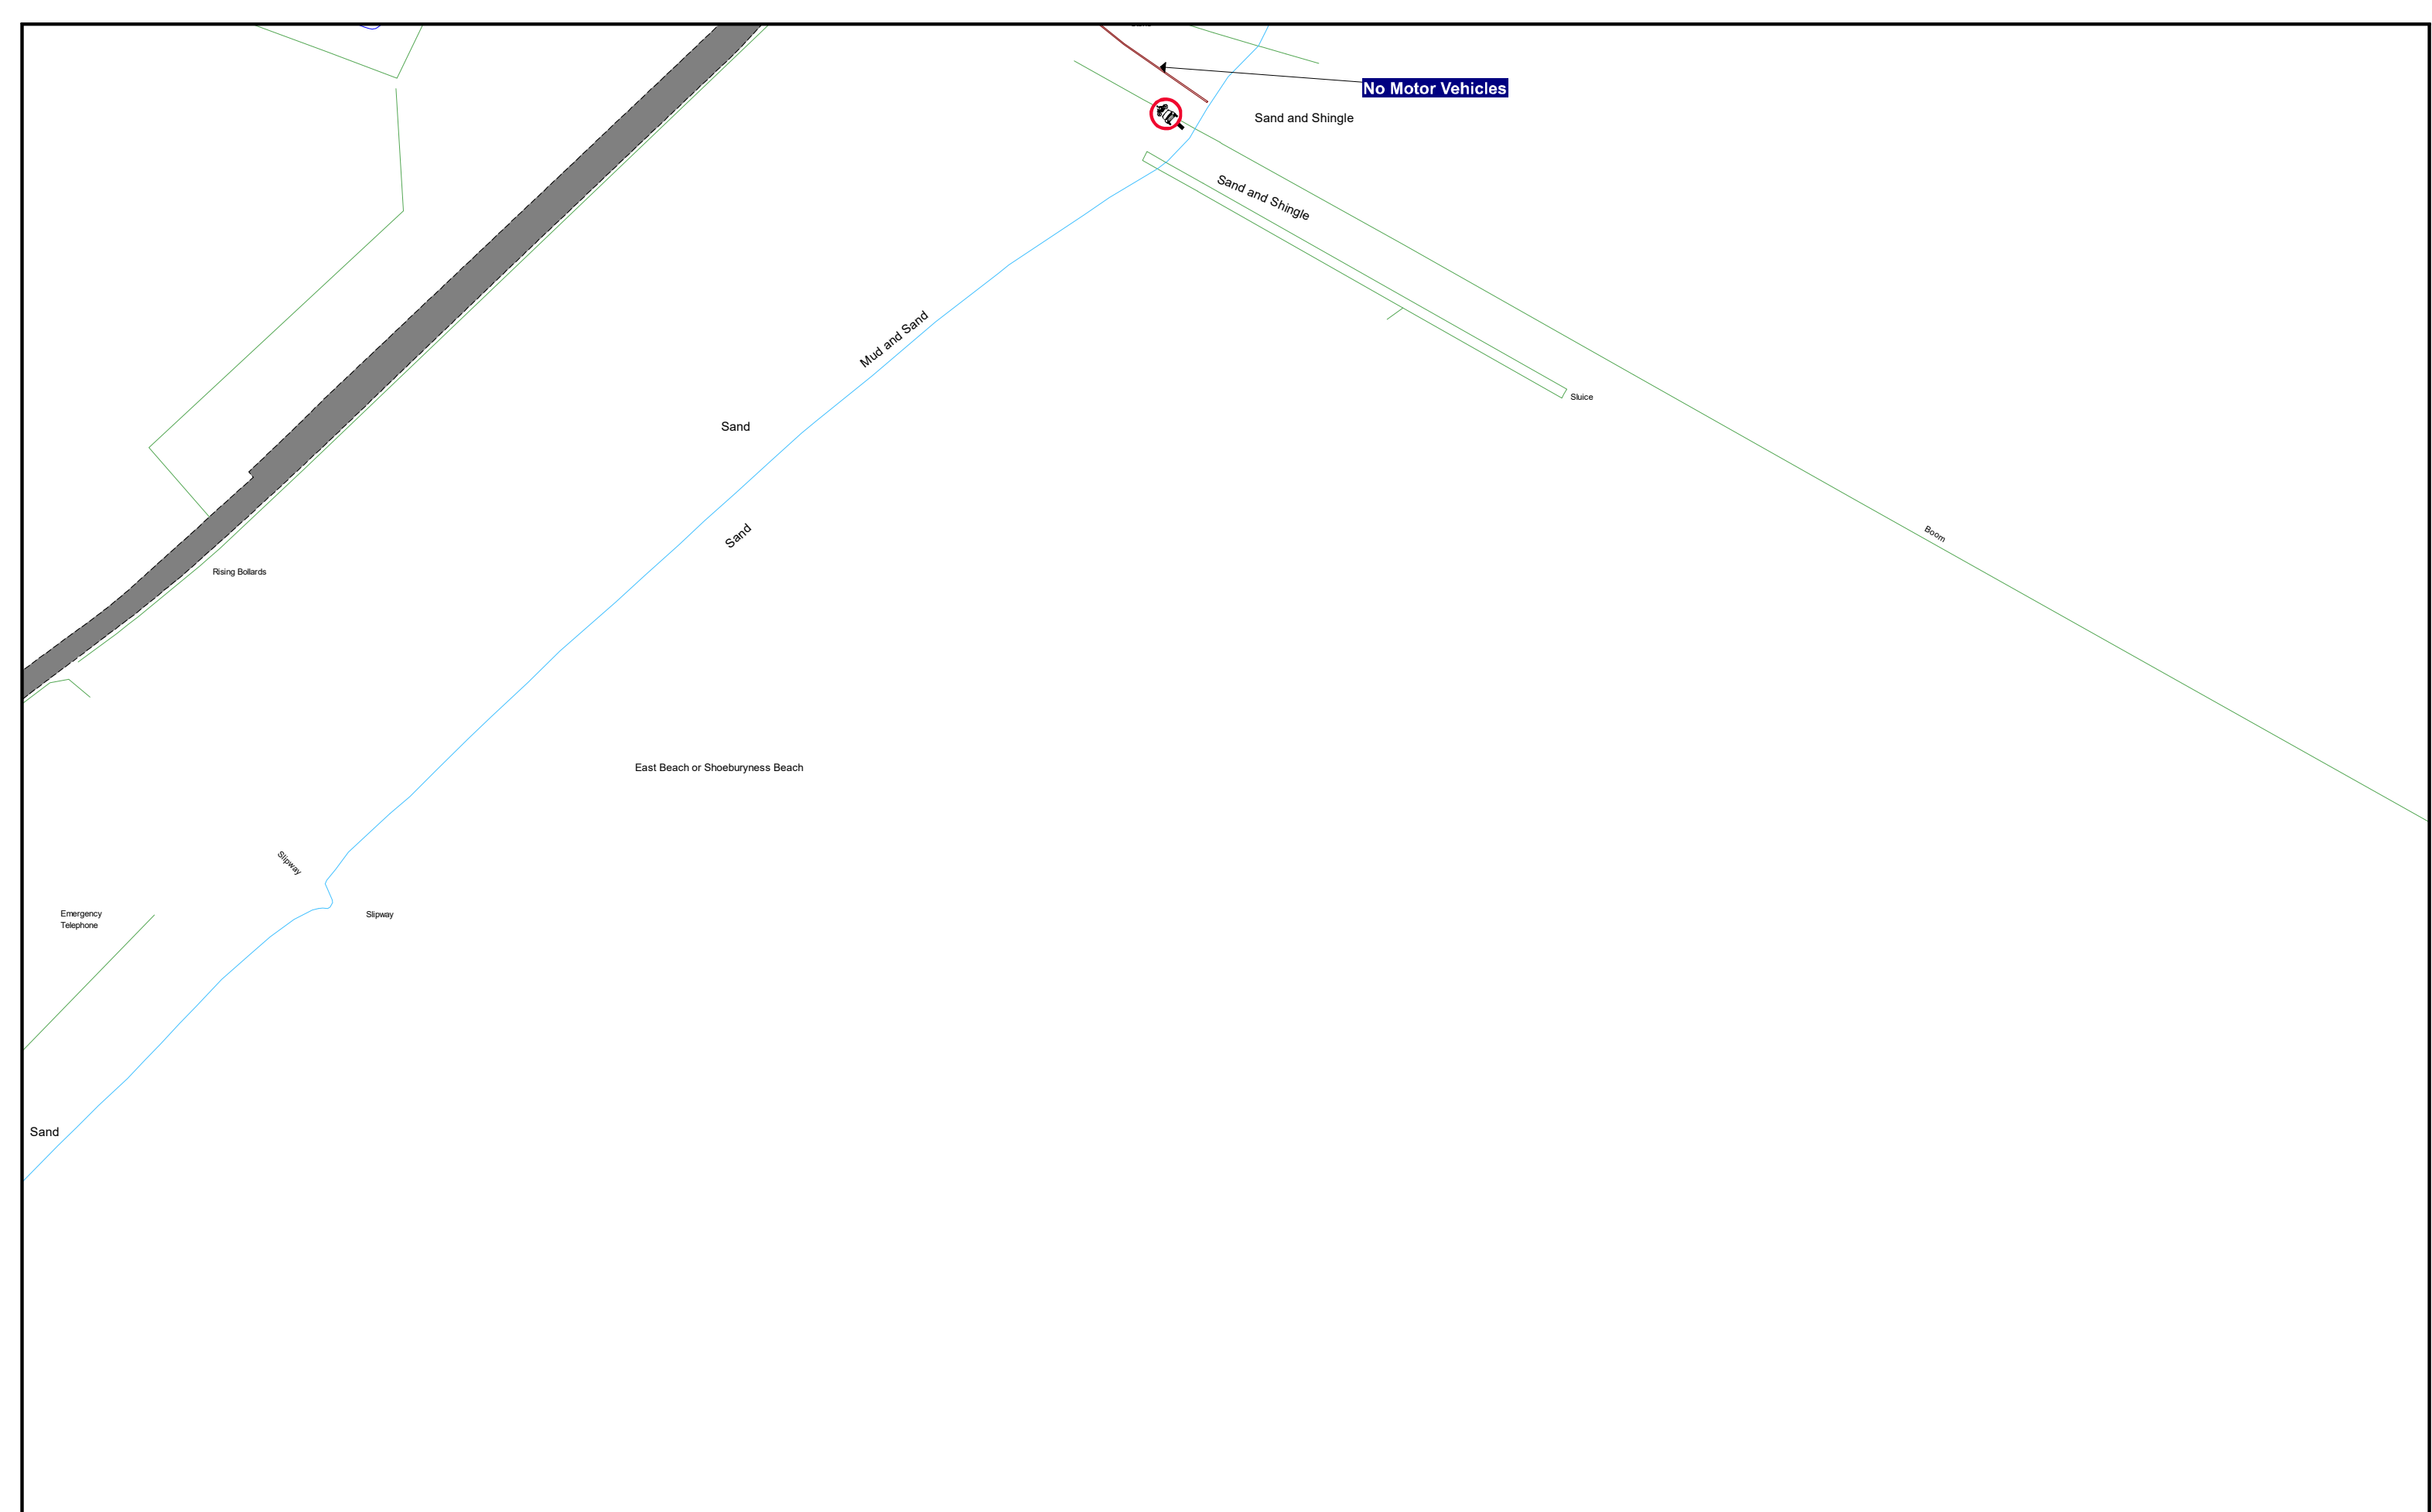 No Motor Vehicles
Sand and Shingle
Sand and Shingle
Mud and Sand
Sluice
Sand
Sand
Boom
Rising Bollards
East Beach or Shoeburyness Beach
Slipway
Emergency
Telephone
Slipway
Sand